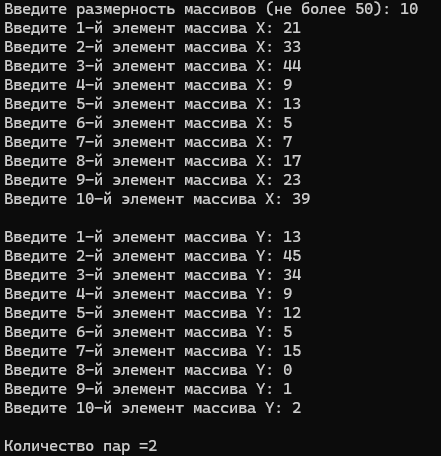 Введите размерность массивов (не более 50): 10
Введите 1-й элемент массива X: 21
Введите 2-й элемент массива X: 33
Введите 3-й элемент массива X: 44
Введите 4-й элемент массива X: 9
Введите 5-й элемент массива X: 13
Введите 6-й элемент массива X: 5
Введите 7-й элемент массива X: 7
Введите 8-й элемент массива X: 17
Введите 9-й элемент массива X: 23
Введите 10-й элемент массива X: 39
Введите 1-й элемент массива Y: 13
Введите 2-й элемент массива Y: 45
Введите 3-й элемент массива Y: 34
Введите 4-й элемент массива Y: 9
Введите 5-й элемент массива Y: 12
Введите 6-й элемент массива Y: 5
Введите 7-й элемент массива Y: 15
Введите 8-й элемент массива Y: 0
Введите 9-й элемент массива Y: 1
Введите 10-й элемент массива Y: 2
Количество пар =2